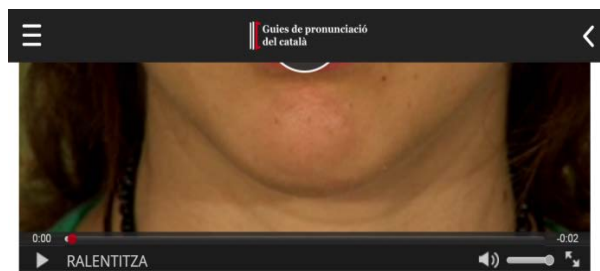 Guies de pronunciació
del català
0:00
-0:02
RALENTITZA